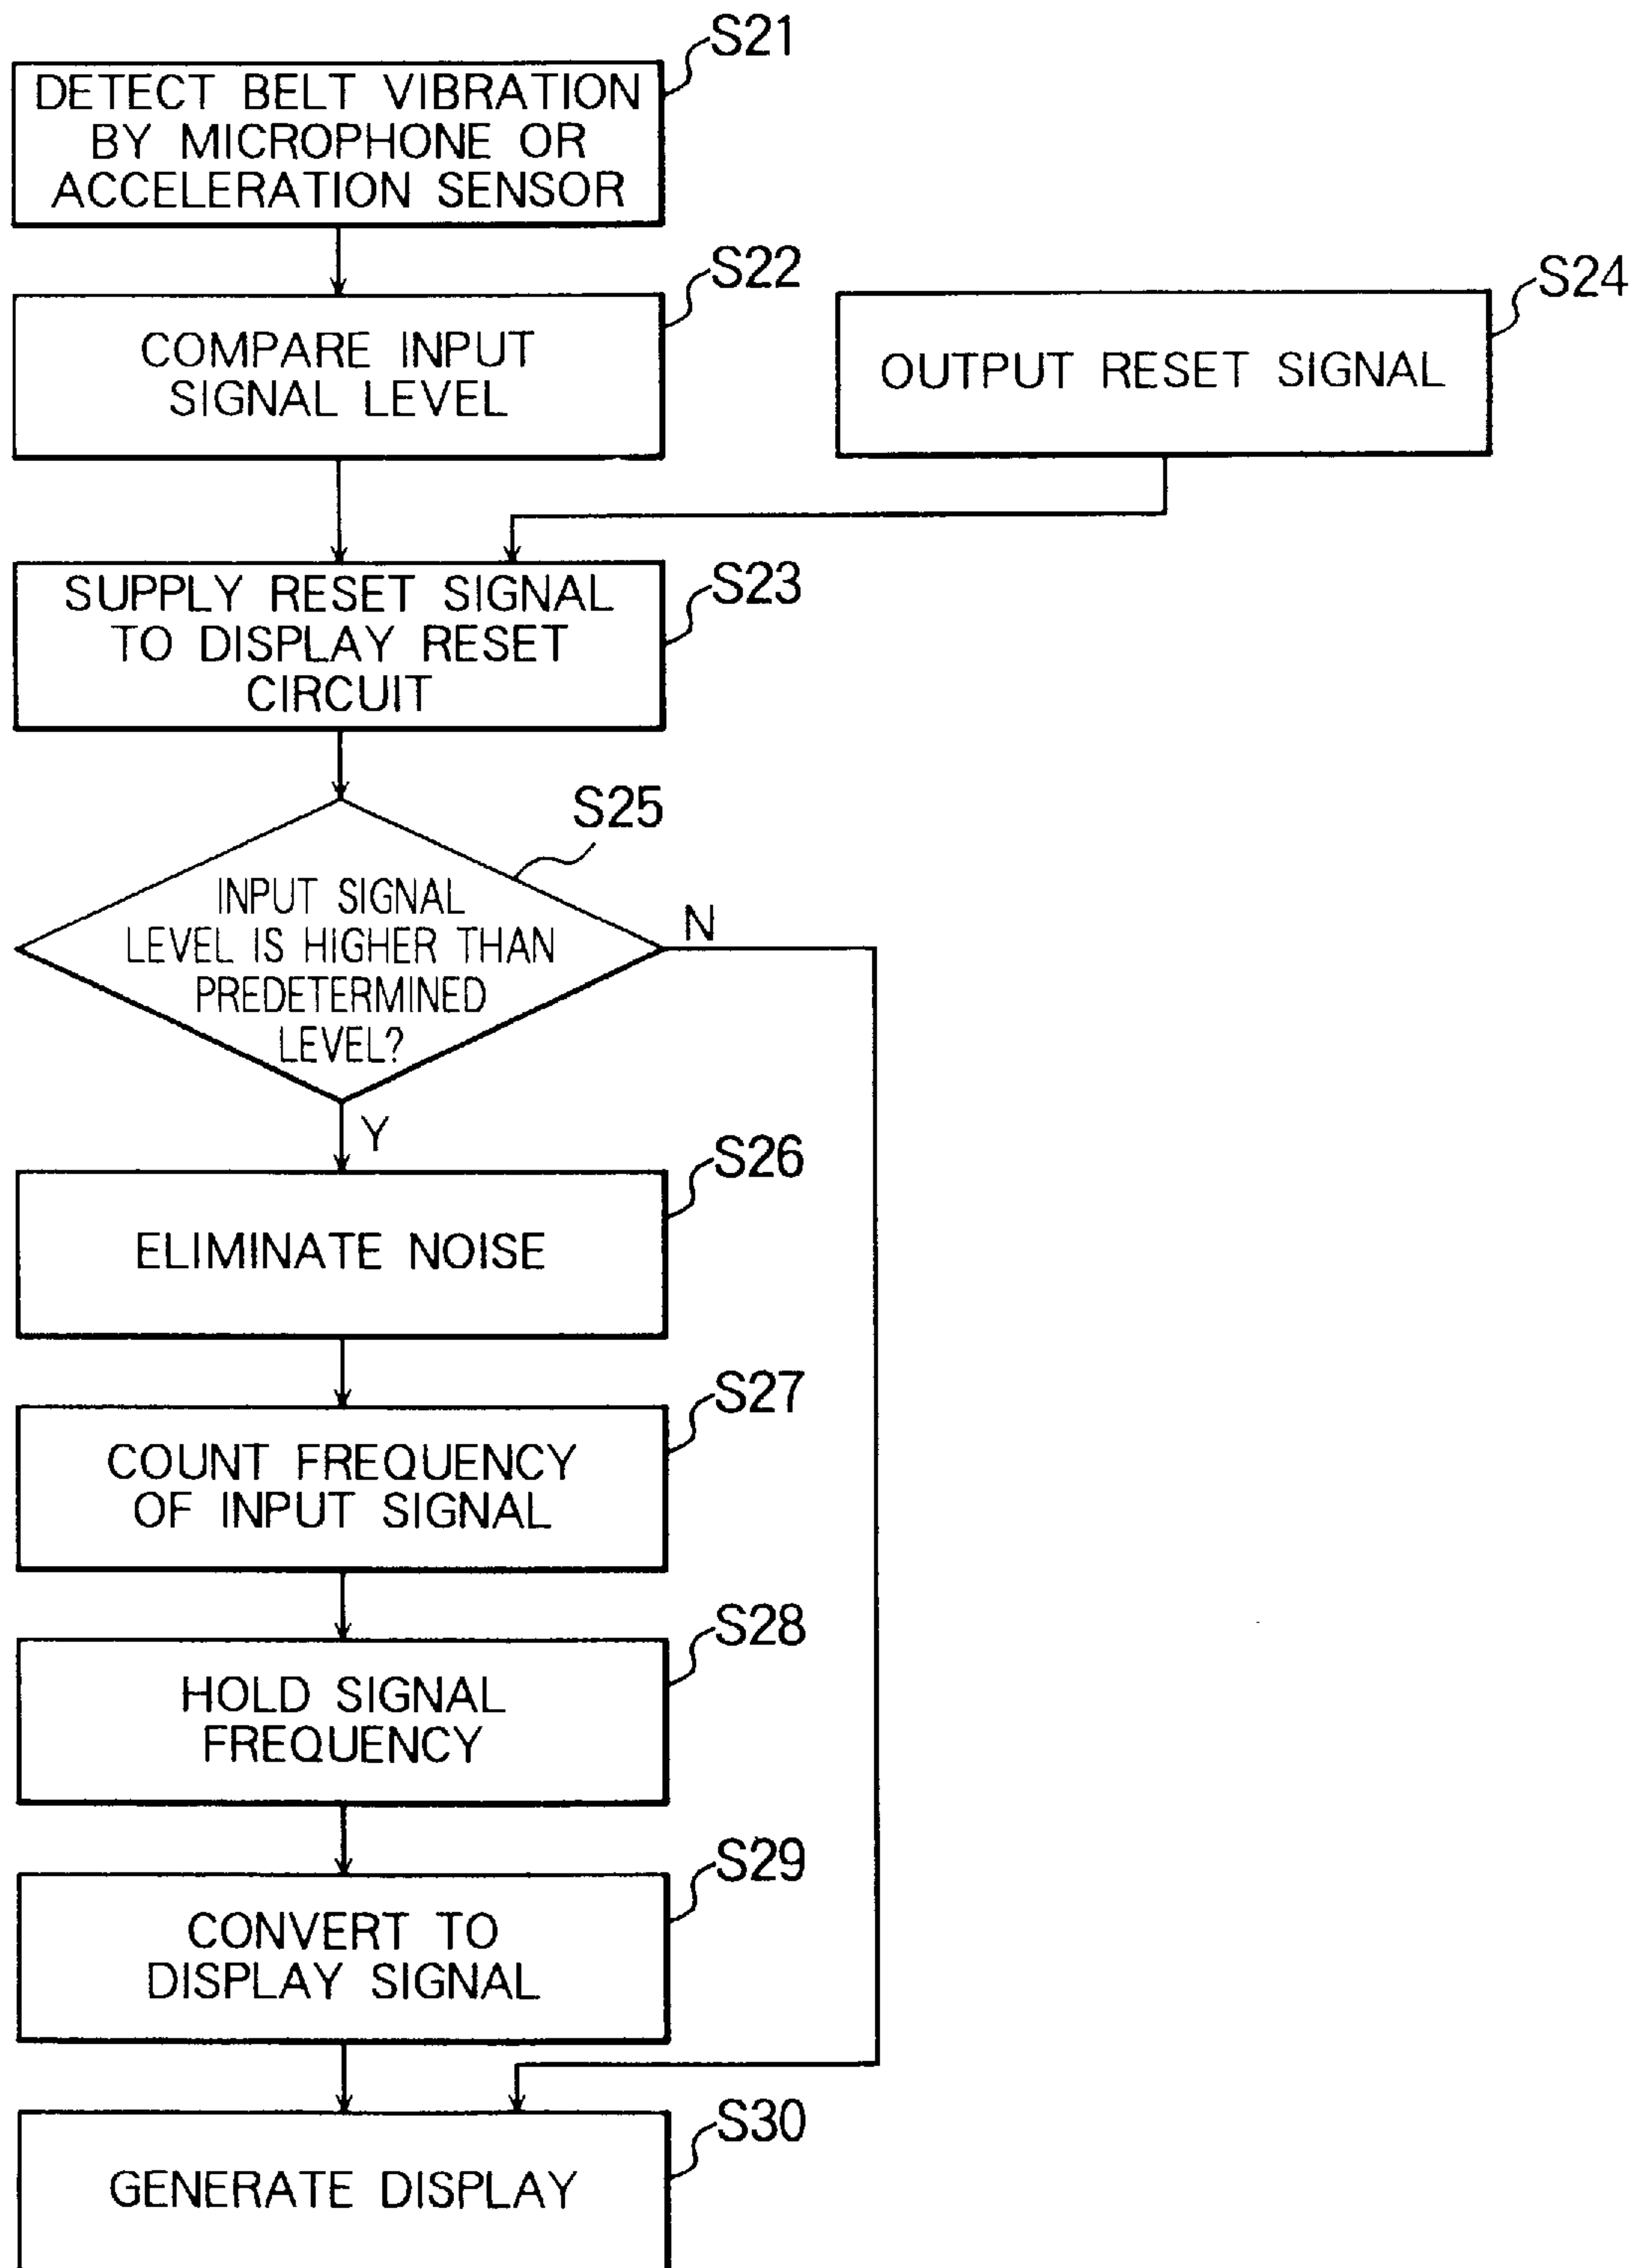 S21
DETECT BELT VIBRATION
BY MICROPHONE OR
ACCELERATION SENSOR
S22
COMPARE INPUT
SIGNAL LEVEL
S24
OUTPUT RESET SIGNAL
S23
SUPPLY RESET SIGNAL
TO DISPLAY RESET
CIRCUIT
S25
INPUT SIGNAL
LEVEL IS HIGHER THAN
PREDETERMINED
LEVEL?
N
Y
S26
ELIMINATE NOISE
S27
COUNT FREQUENCY
OF INPUT SIGNAL
S28
HOLD SIGNAL
FREQUENCY
S29
CONVERT TO
DISPLAY SIGNAL
S30
GENERATE DISPLAY